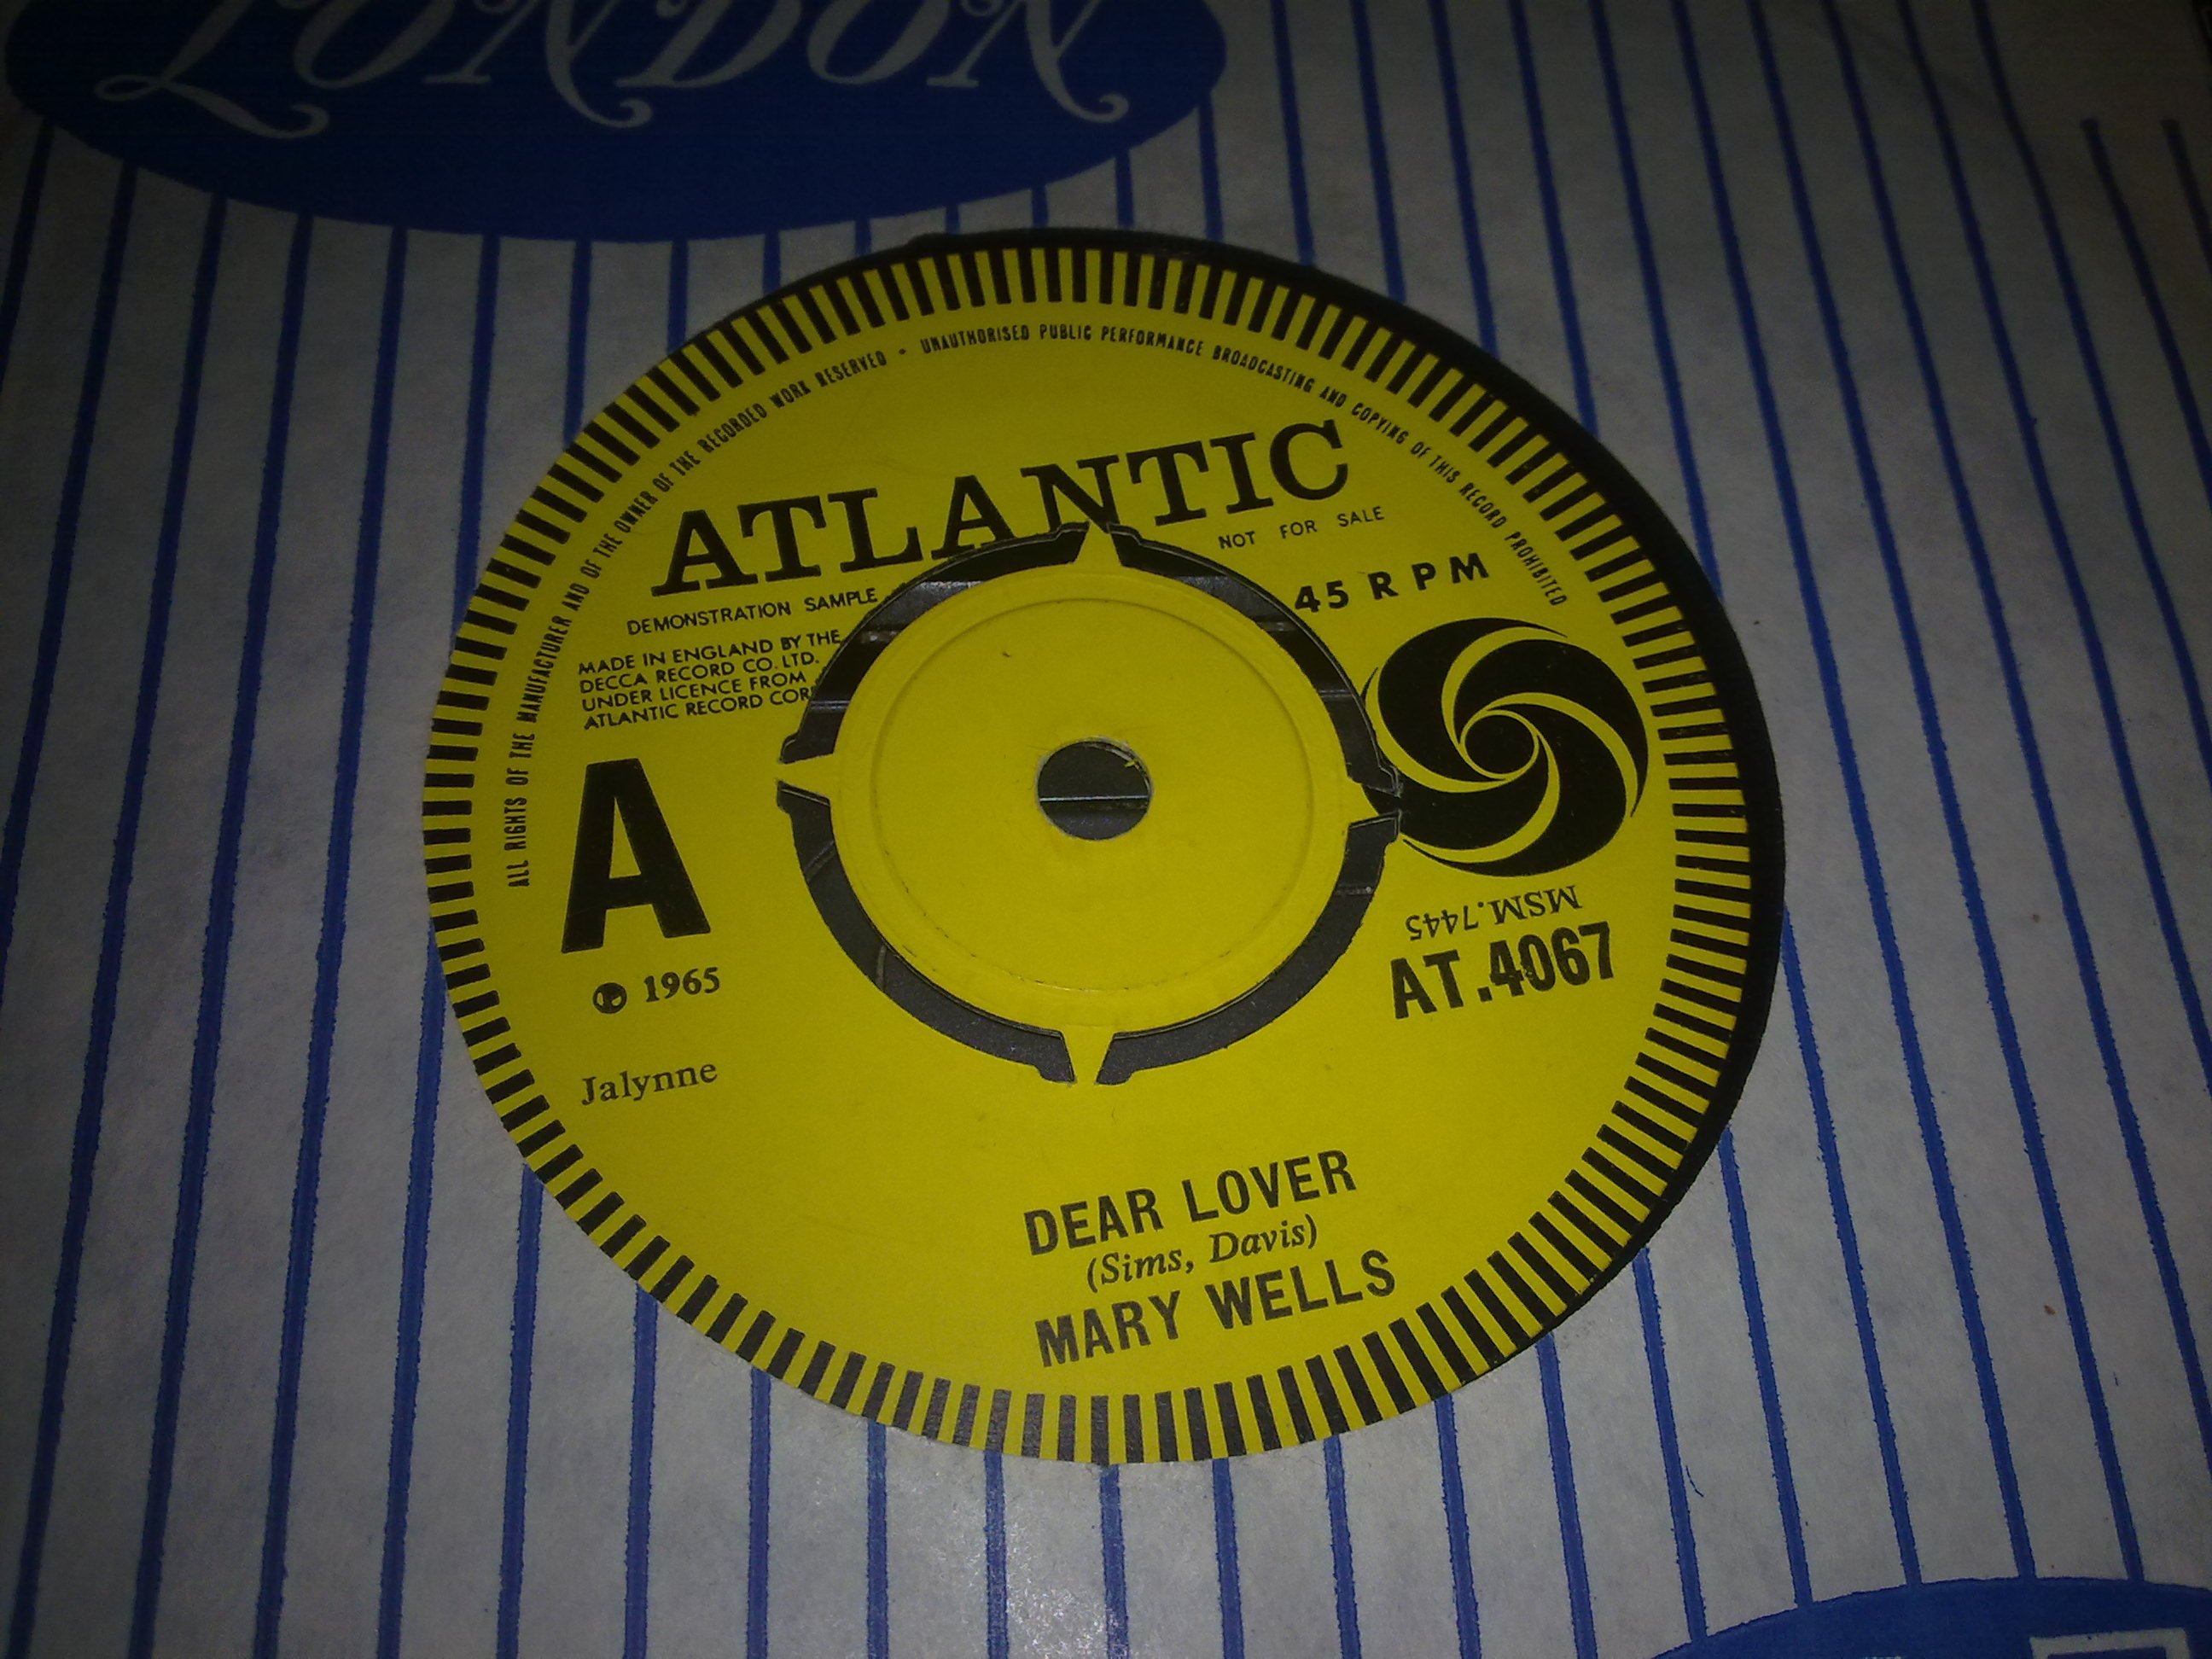 LONDON
ALL RIGHTS OF THE MANUFACTURER AND OF THE OWNER OF THE RECORDED WORK RESERVED · UNAUTHORISED PUBLIC PERFORMANCE BROADCASTING AND COPYING OF THIS RECORD PROHIBITED
ATLANTIC
DEMONSTRATION SAMPLE NOT FOR SALE
45 RPM
MADE IN ENGLAND BY THE
DECCA RECORD CO. LTD.
UNDER LICENCE FROM
ATLANTIC RECORD COR
A
MSM.7445
AT.4067
℗ 1965
Jalynne
DEAR LOVER
(Sims, Davis)
MARY WELLS